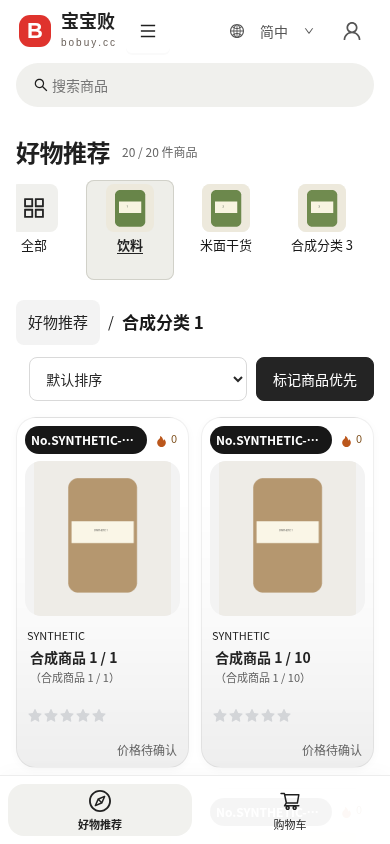 B 宝宝败
bobuy.cc
简中
搜索商品
好物推荐 20 / 20 件商品
全部 饮料 米面干货 合成分类 3
好物推荐 / 合成分类 1
默认排序 标记商品优先
No.SYNTHETIC-··· 0 No.SYNTHETIC-··· 0
SYNTHETIC SYNTHETIC
合成商品 1 / 1 合成商品 1 / 10
（合成商品 1 / 1） （合成商品 1 / 10）
价格待确认 价格待确认
No.SYNTHETIC-···
好物推荐 购物车